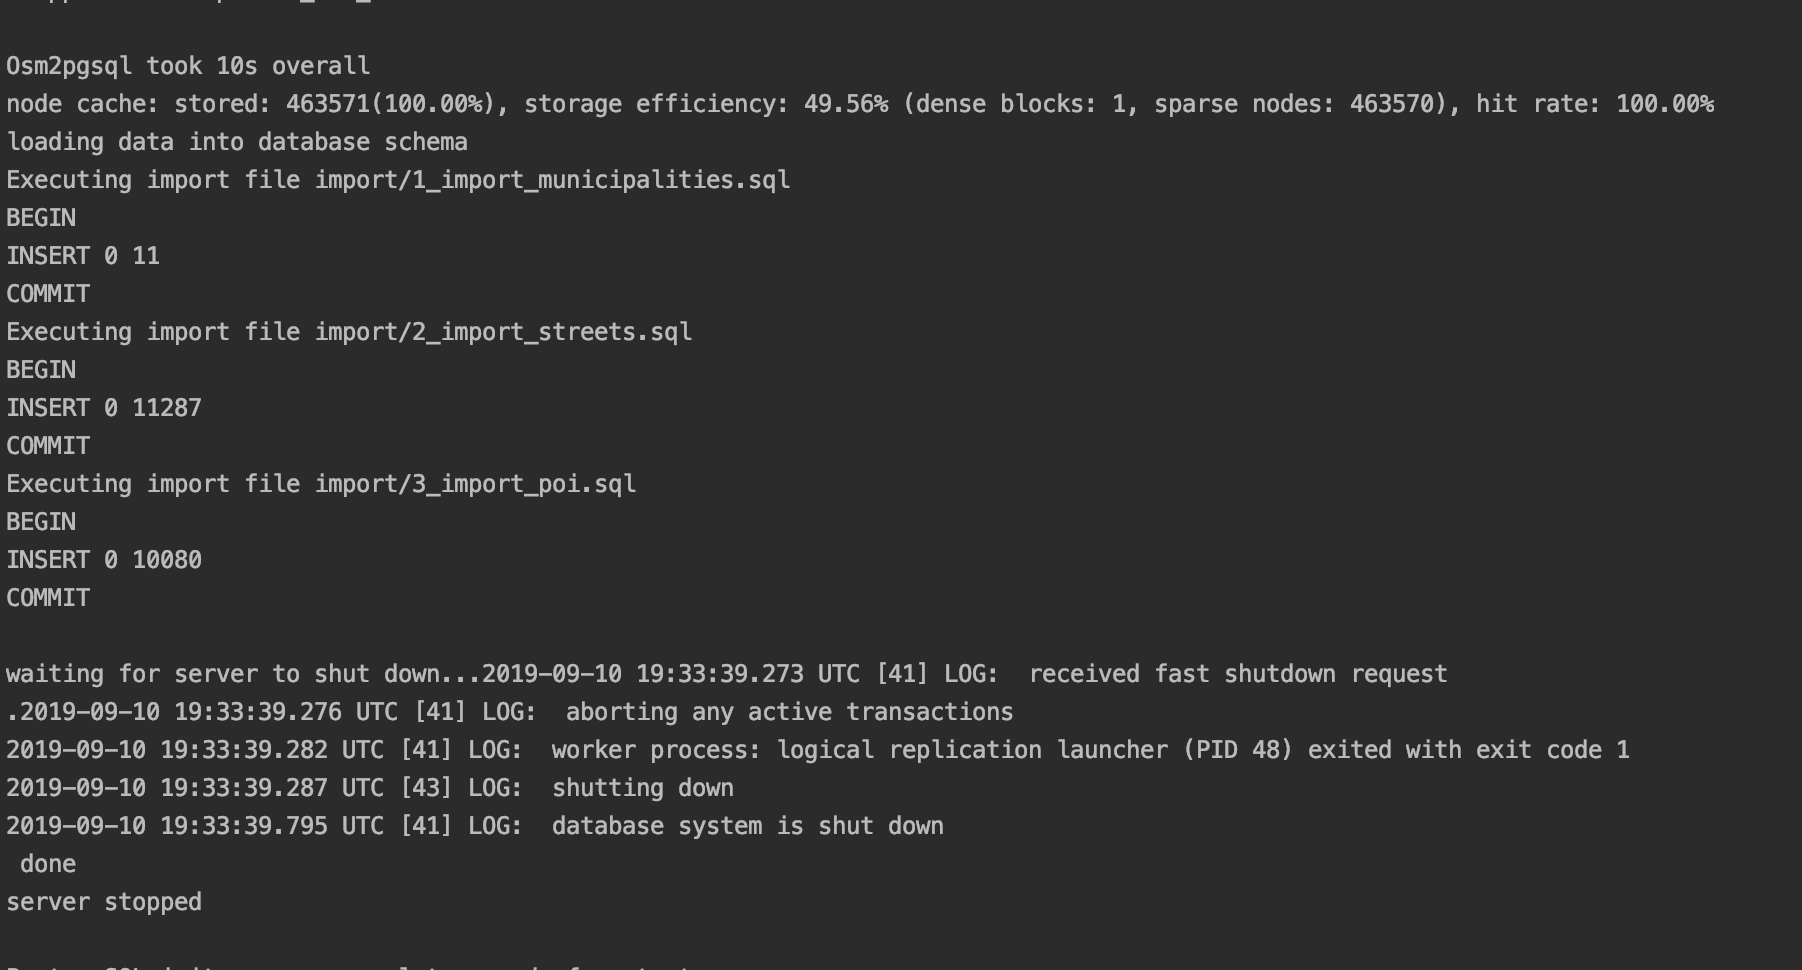 Osm2pgsql took 10s overall
node cache: stored: 463571(100.00%), storage efficiency: 49.56% (dense blocks: 1, sparse nodes: 463570), hit rate: 100.00%
loading data into database schema
Executing import file import/1_import_municipalities.sql
BEGIN
INSERT 0 11
COMMIT
Executing import file import/2_import_streets.sql
BEGIN
INSERT 0 11287
COMMIT
Executing import file import/3_import_poi.sql
BEGIN
INSERT 0 10080
COMMIT
waiting for server to shut down...2019-09-10 19:33:39.273 UTC [41] LOG:  received fast shutdown request
.2019-09-10 19:33:39.276 UTC [41] LOG:  aborting any active transactions
2019-09-10 19:33:39.282 UTC [41] LOG:  worker process: logical replication launcher (PID 48) exited with exit code 1
2019-09-10 19:33:39.287 UTC [43] LOG:  shutting down
2019-09-10 19:33:39.795 UTC [41] LOG:  database system is shut down
 done
server stopped